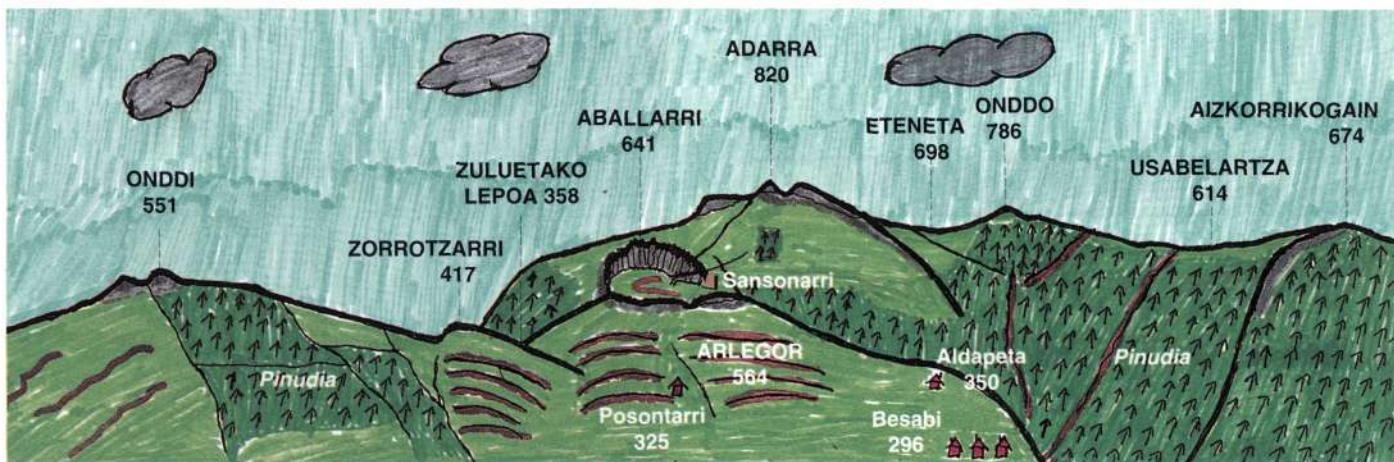 ONDDI
551
ZORROTZARRI
417
ZULUETAKO
LEPOA 358
ABALLARRI
641
ADARRA
820
ETENETA
698
ONDDO
786
USABELARTZA
614
AIZKORRIKOGAIN
674
Sansonarri
Pinudia
ARLEGOR
564
Posontarri
325
Aldapeta
350
Besabi
296
Pinudia